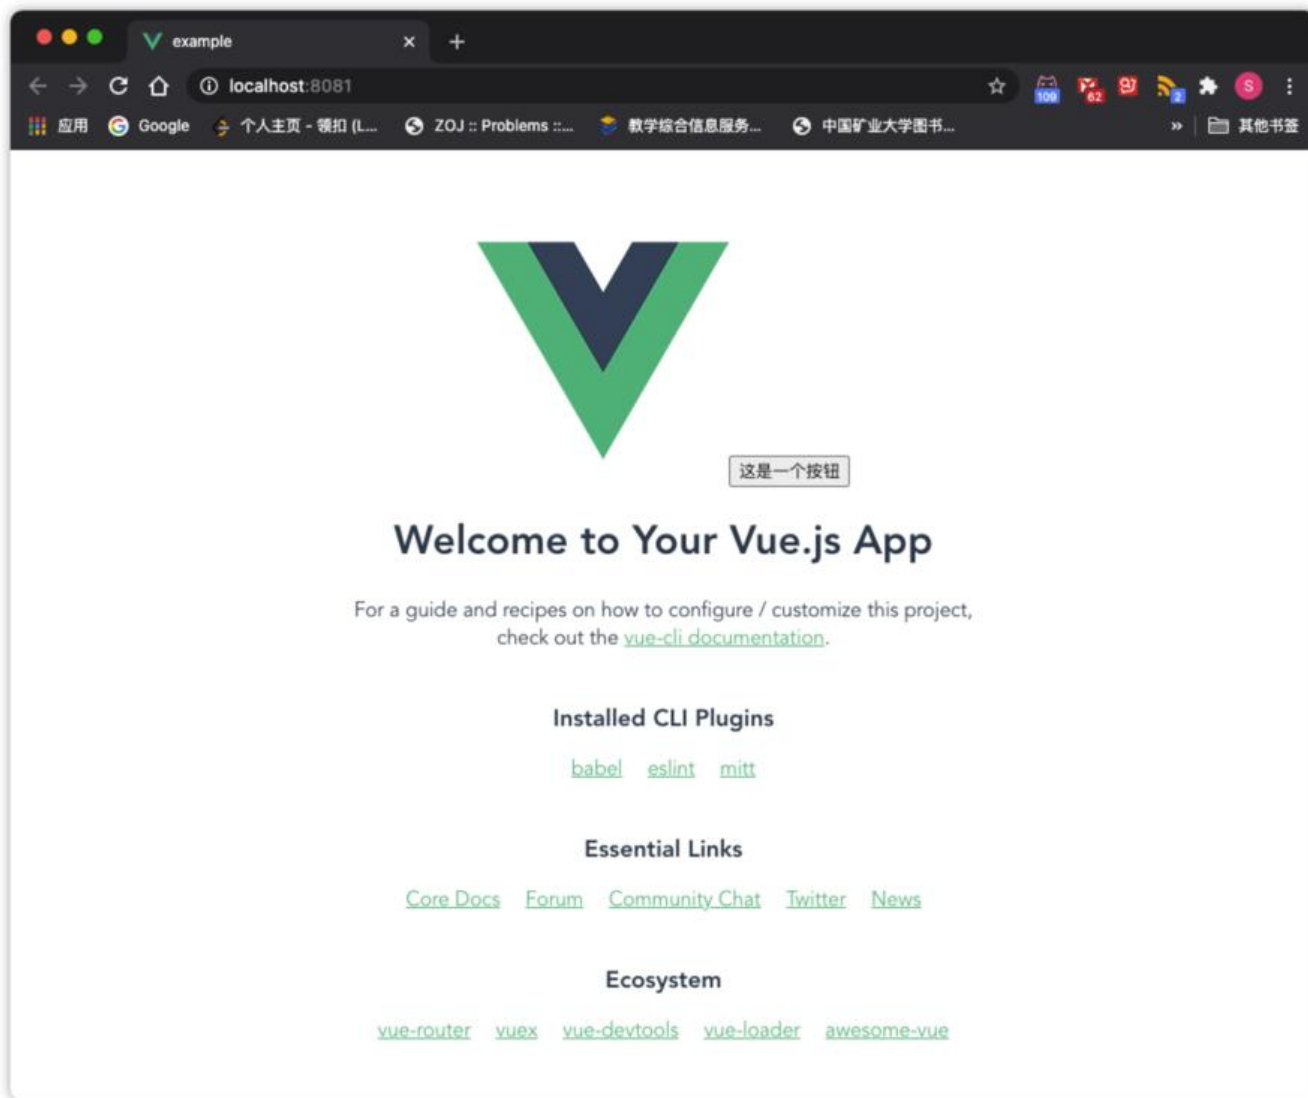 example
localhost:8081
109
62
2
S
应用 Google 个人主页 - 领扣 (L... ZOJ :: Problems ::... 教学综合信息服务... 中国矿业大学图书... » 其他书签
这是一个按钮
Welcome to Your Vue.js App
For a guide and recipes on how to configure / customize this project,
check out the vue-cli documentation.
Installed CLI Plugins
babel eslint mitt
Essential Links
Core Docs Forum Community Chat Twitter News
Ecosystem
vue-router vuex vue-devtools vue-loader awesome-vue